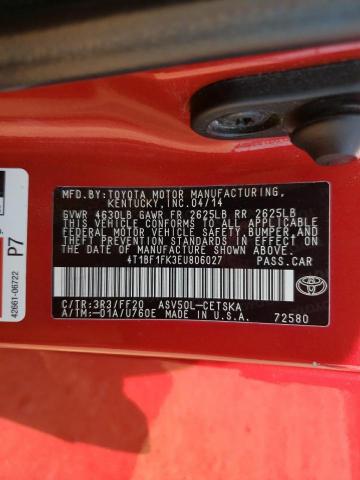 MFD.BY:TOYOTA MOTOR MANUFACTURING,
KENTUCKY,INC.04/14
GVWR 4630LB GAWR FR 2625LB RR 2625LB
THIS VEHICLE CONFORMS TO ALL APPLICABLE
FEDERAL MOTOR VEHICLE SAFETY,BUMPER,AND
THEFT PREVENTION STANDARDS IN EFFECT ON
THE DATE OF MANUFACTURE SHOWN ABOVE.
4T1BF1FK3EU806027 PASS.CAR
C/TR:3R3/FF20 ASV50L-CETSKA
A/TM:-01A/U760E MADE IN U.S.A.
72580
TOYOTA
P7
42661-06722